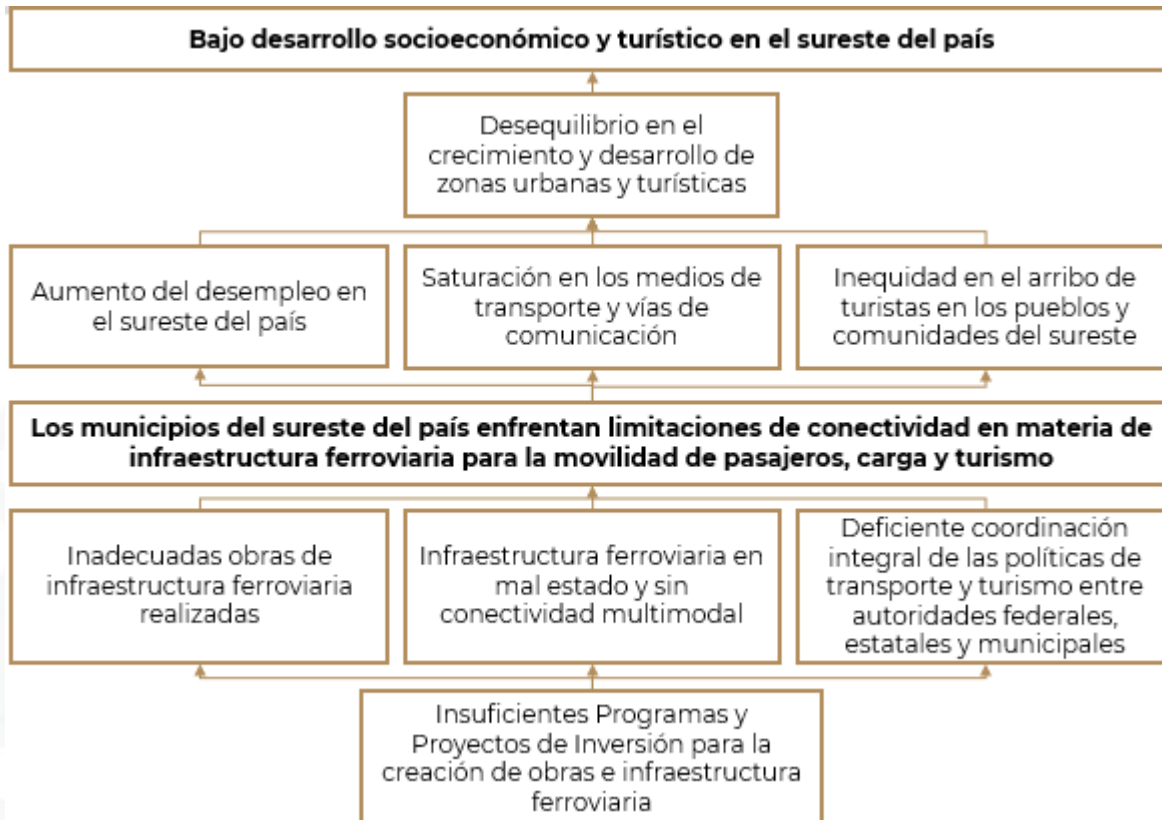 Bajo desarrollo socioeconómico y turístico en el sureste del país
Desequilibrio en el
crecimiento y desarrollo de
zonas urbanas y turísticas
Aumento del desempleo en
el sureste del país
Saturación en los medios de
transporte y vías de
comunicación
Inequidad en el arribo de
turistas en los pueblos y
comunidades del sureste
Los municipios del sureste del país enfrentan limitaciones de conectividad en materia de
infraestructura ferroviaria para la movilidad de pasajeros, carga y turismo
Inadecuadas obras de
infraestructura ferroviaria
realizadas
Infraestructura ferroviaria en
mal estado y sin
conectividad multimodal
Deficiente coordinación
integral de las políticas de
transporte y turismo entre
autoridades federales,
estatales y municipales
Insuficientes Programas y
Proyectos de Inversión para la
creación de obras e infraestructura
ferroviaria